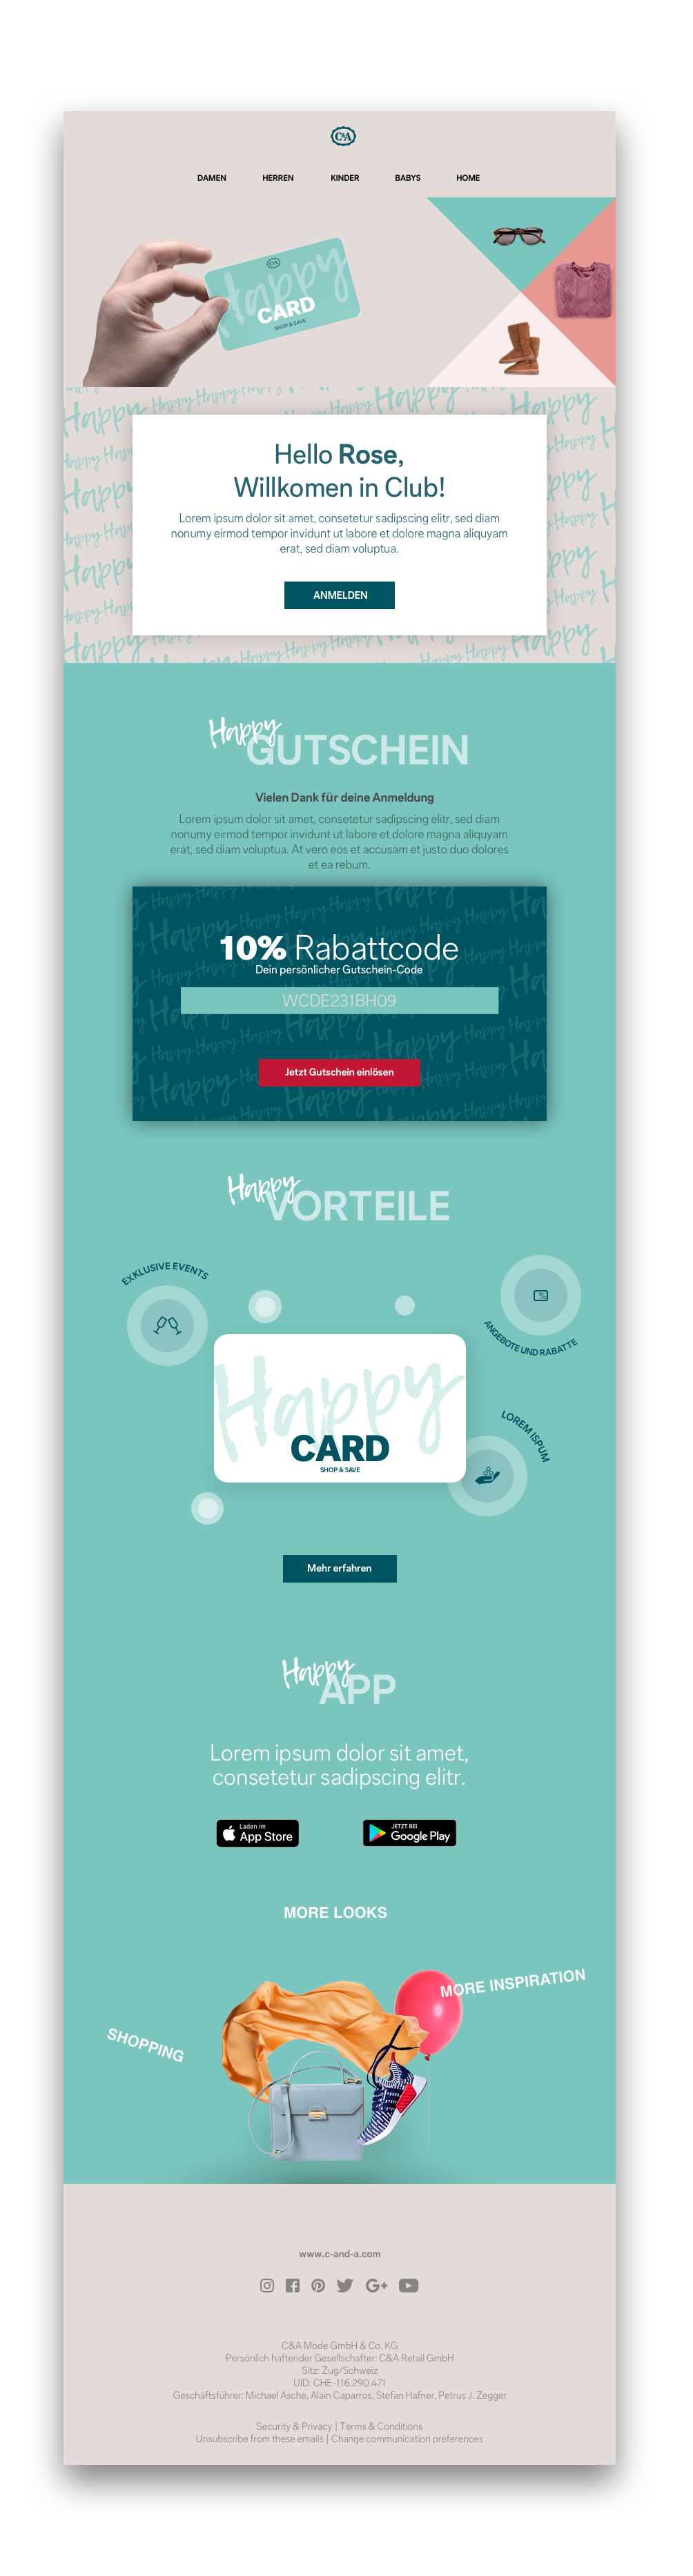 C&A
DAMEN HERREN KINDER BABYS HOME
C&A
Happy
CARD
SHOP & SAVE
Hello Rose,
Willkomen in Club!
Lorem ipsum dolor sit amet, consetetur sadipscing elitr, sed diam
nonumy eirmod tempor invidunt ut labore et dolore magna aliquyam
erat, sed diam voluptua.
ANMELDEN
Happy
GUTSCHEIN
Vielen Dank für deine Anmeldung
Lorem ipsum dolor sit amet, consetetur sadipscing elitr, sed diam
nonumy eirmod tempor invidunt ut labore et dolore magna aliquyam
erat, sed diam voluptua. At vero eos et accusam et justo duo dolores
et ea rebum.
10% Rabattcode
Dein persönlicher Gutschein-Code
WCDE231BH09
Jetzt Gutschein einlösen
Happy
VORTEILE
EXKLUSIVE EVENTS
%
ANGEBOTE UND RABATTE
Happy
CARD
SHOP & SAVE
LOREM ISPUM
Mehr erfahren
Happy
APP
Lorem ipsum dolor sit amet,
consetetur sadipscing elitr.
Laden im
App Store
JETZT BEI
Google Play
MORE LOOKS
MORE INSPIRATION
SHOPPING
www.c-and-a.com
G+
C&A Mode GmbH & Co. KG
Persönlich haftender Gesellschafter: C&A Retail GmbH
Sitz: Zug/Schweiz
UID: CHE-116.290.471
Geschäftsführer: Michael Asche, Alain Caparros, Stefan Hafner, Petrus J. Zegger
Security & Privacy | Terms & Conditions
Unsubscribe from these emails | Change communication preferences